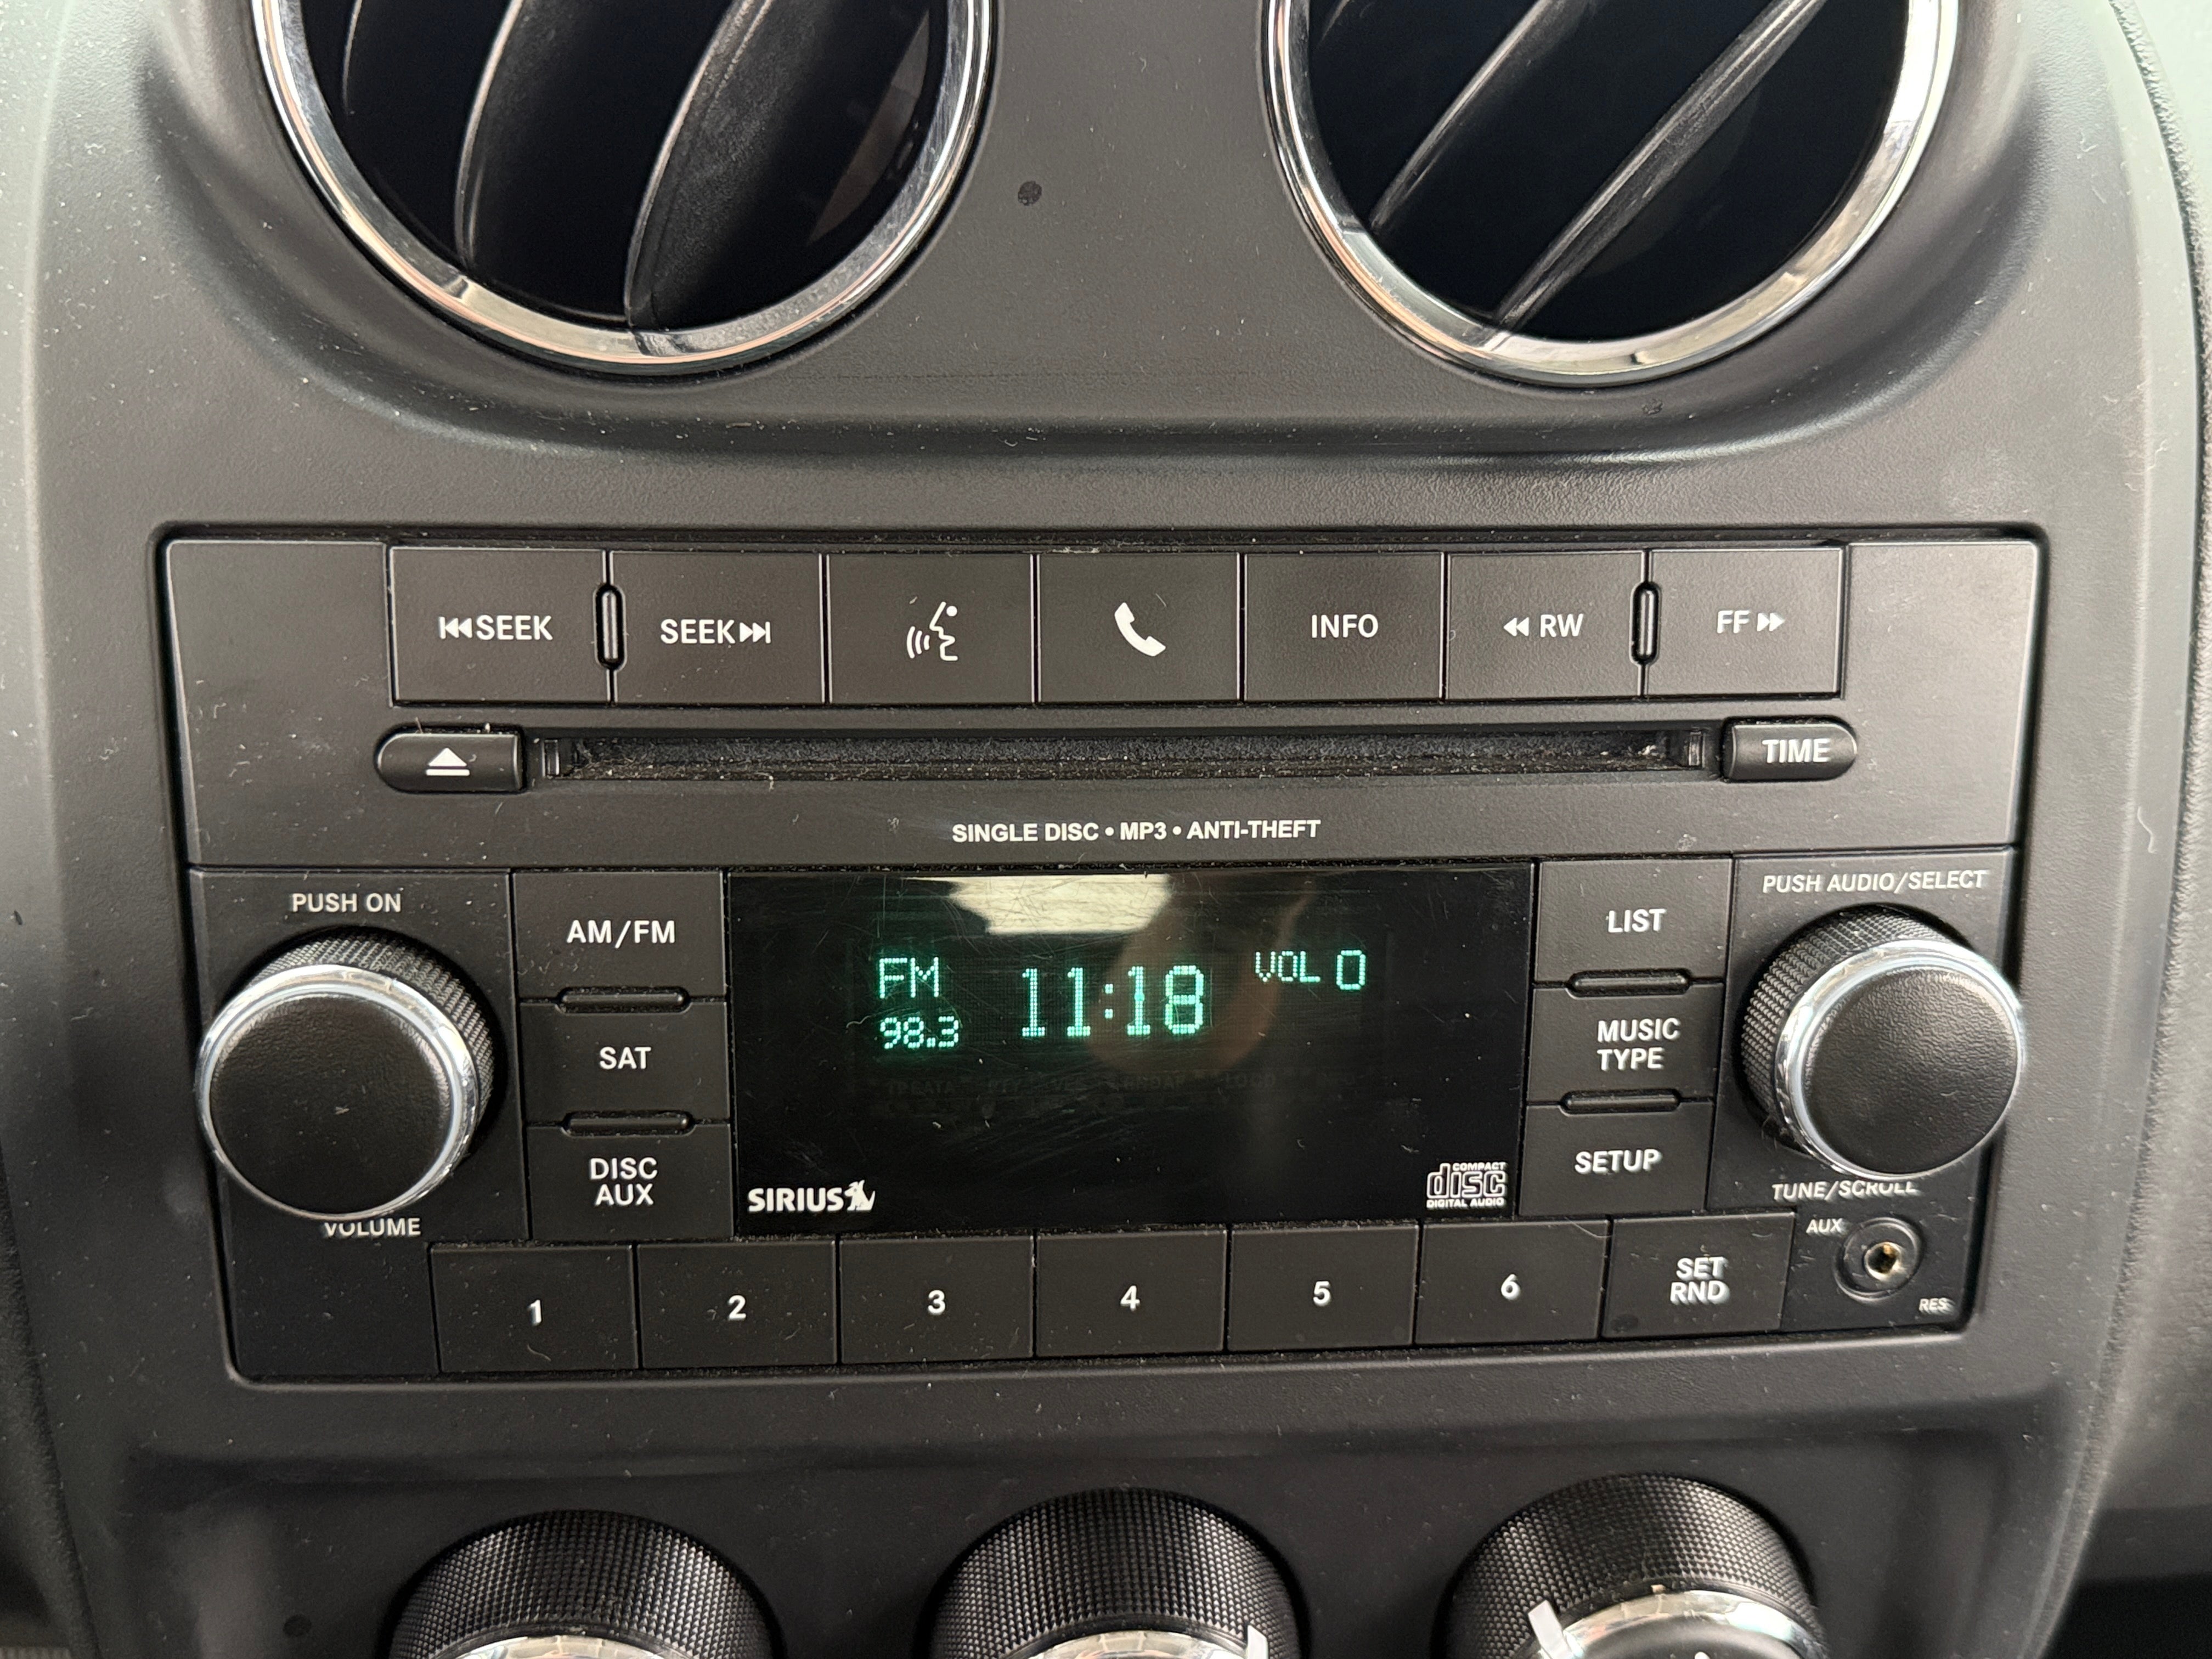 SEEK
SEEK
INFO
RW
FF
TIME
SINGLE DISC • MP3 • ANTI-THEFT
PUSH ON
AM/FM
SAT
DISC
AUX
VOLUME
FM
98.3
11:18
VOL 0
SIRIUS
COMPACT
disc
DIGITAL AUDIO
LIST
MUSIC
TYPE
SETUP
PUSH AUDIO/SELECT
TUNE/SCROLL
AUX
RES
1
2
3
4
5
6
SET
RND